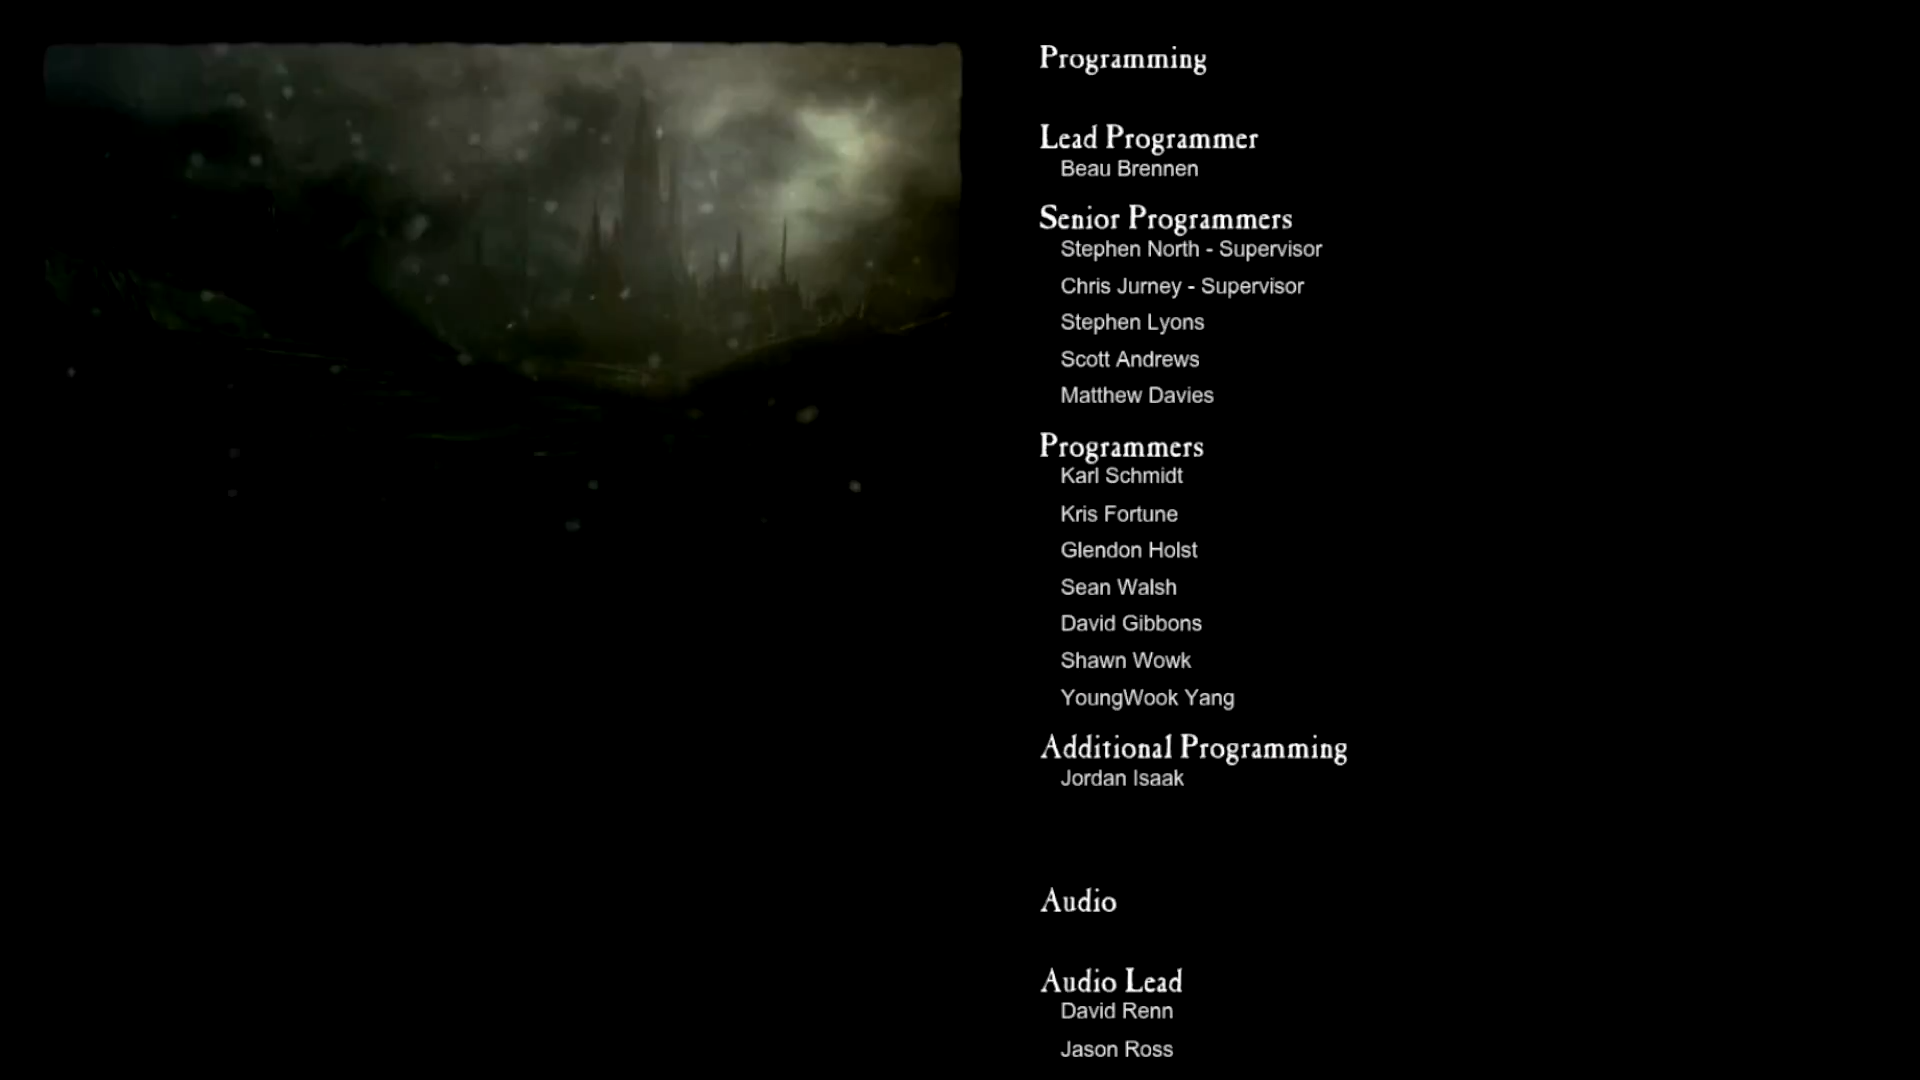 Programming
Lead Programmer
Beau Brennen
Senior Programmers
Stephen North - Supervisor
Chris Jurney - Supervisor
Stephen Lyons
Scott Andrews
Matthew Davies
Programmers
Karl Schmidt
Kris Fortune
Glendon Holst
Sean Walsh
David Gibbons
Shawn Wowk
YoungWook Yang
Additional Programming
Jordan Isaak
Audio
Audio Lead
David Renn
Jason Ross